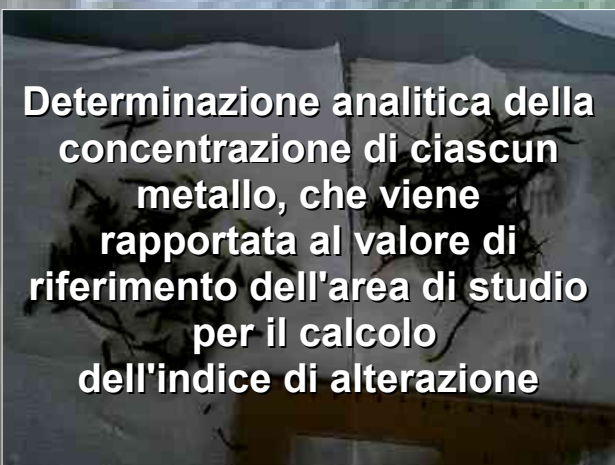 Determinazione analitica della
concentrazione di ciascun
metallo, che viene
rapportata al valore di
riferimento dell'area di studio
per il calcolo
dell'indice di alterazione